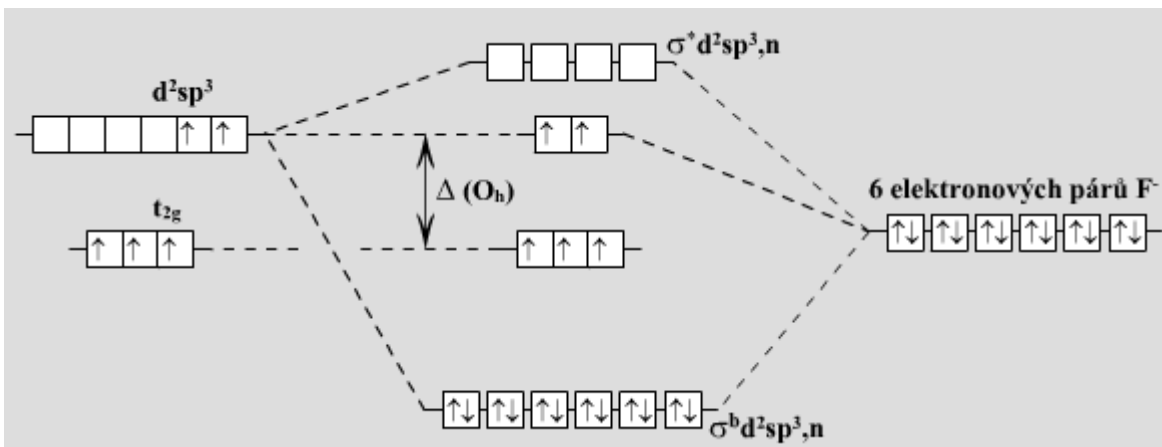 σ*d²sp³,n
d²sp³
Δ (Oₕ)
6 elektronových párů F⁻
t₂g
σᵇd²sp³,n